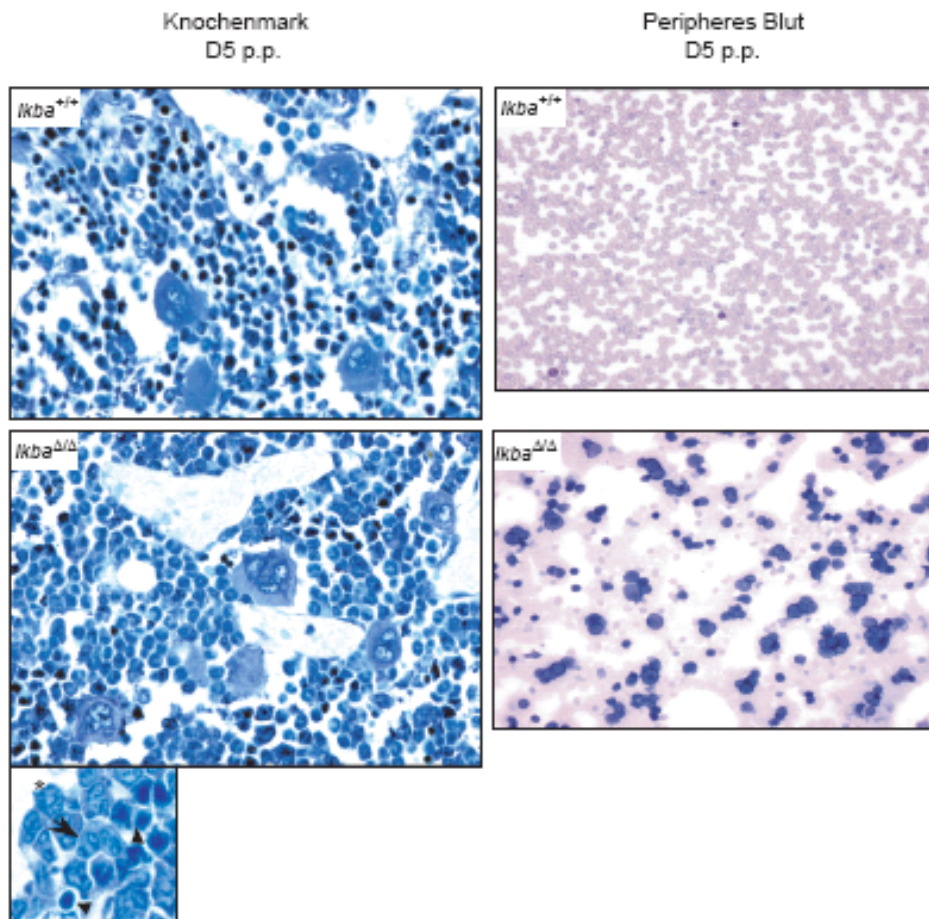 Knochenmark
D5 p.p.
Peripheres Blut
D5 p.p.
Ikba+/+
Ikba+/+
IkbaΔ/Δ
IkbaΔ/Δ
*